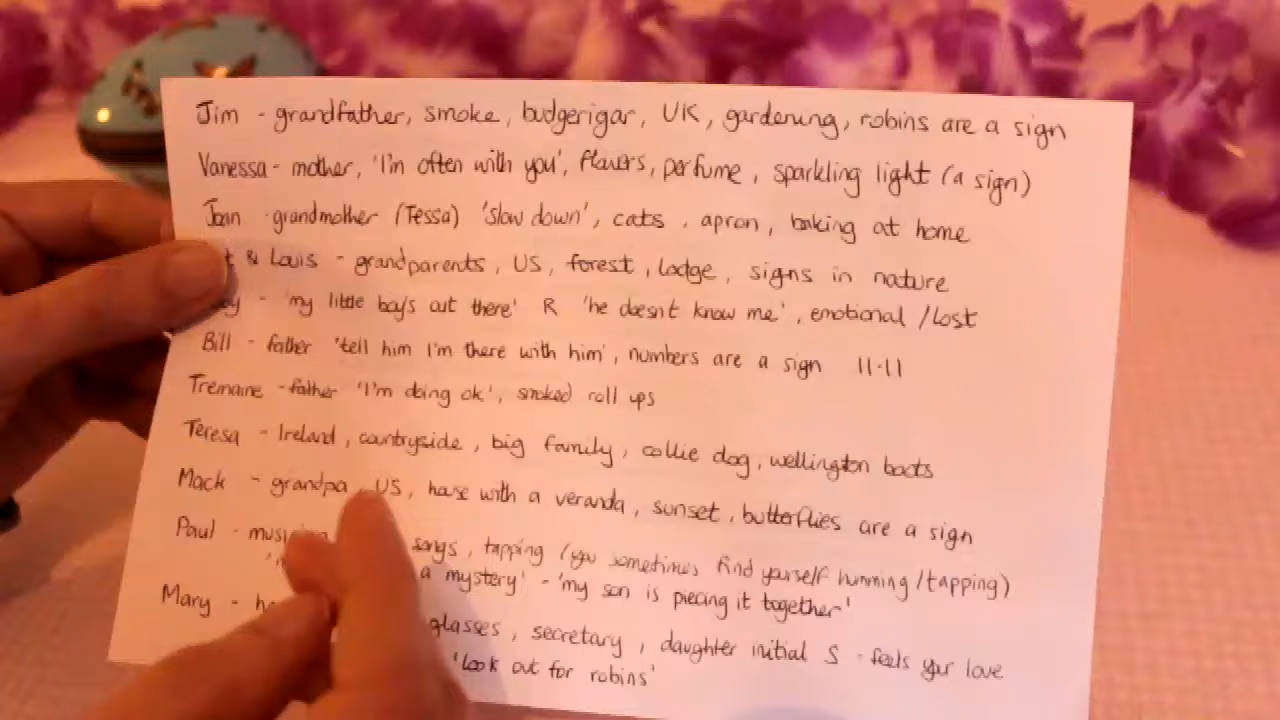 Jim - grandfather, smoke, budgerigar, UK, gardening, robins are a sign
Vanessa - mother, 'I'm often with you', flowers, perfume, sparkling light (a sign)
Joan - grandmother (Tessa) 'slow down', cats, apron, baking at home
& Louis - grandparents, US, forest, lodge, signs in nature
- 'my little boy's out there' R 'he doesn't know me', emotional / lost
Bill - father 'tell him I'm there with him', numbers are a sign 11.11
Tremaine - father 'I'm doing ok', smoked roll ups
Teresa - Ireland, countryside, big family, collie dog, wellington boots
Mack - grandpa US, house with a veranda, sunset, butterflies are a sign
Paul - songs, tapping (you sometimes find yourself humming/tapping)
a mystery' - 'my son is piecing it together'
Mary - glasses, secretary, daughter initial S - feels your love
'look out for robins'